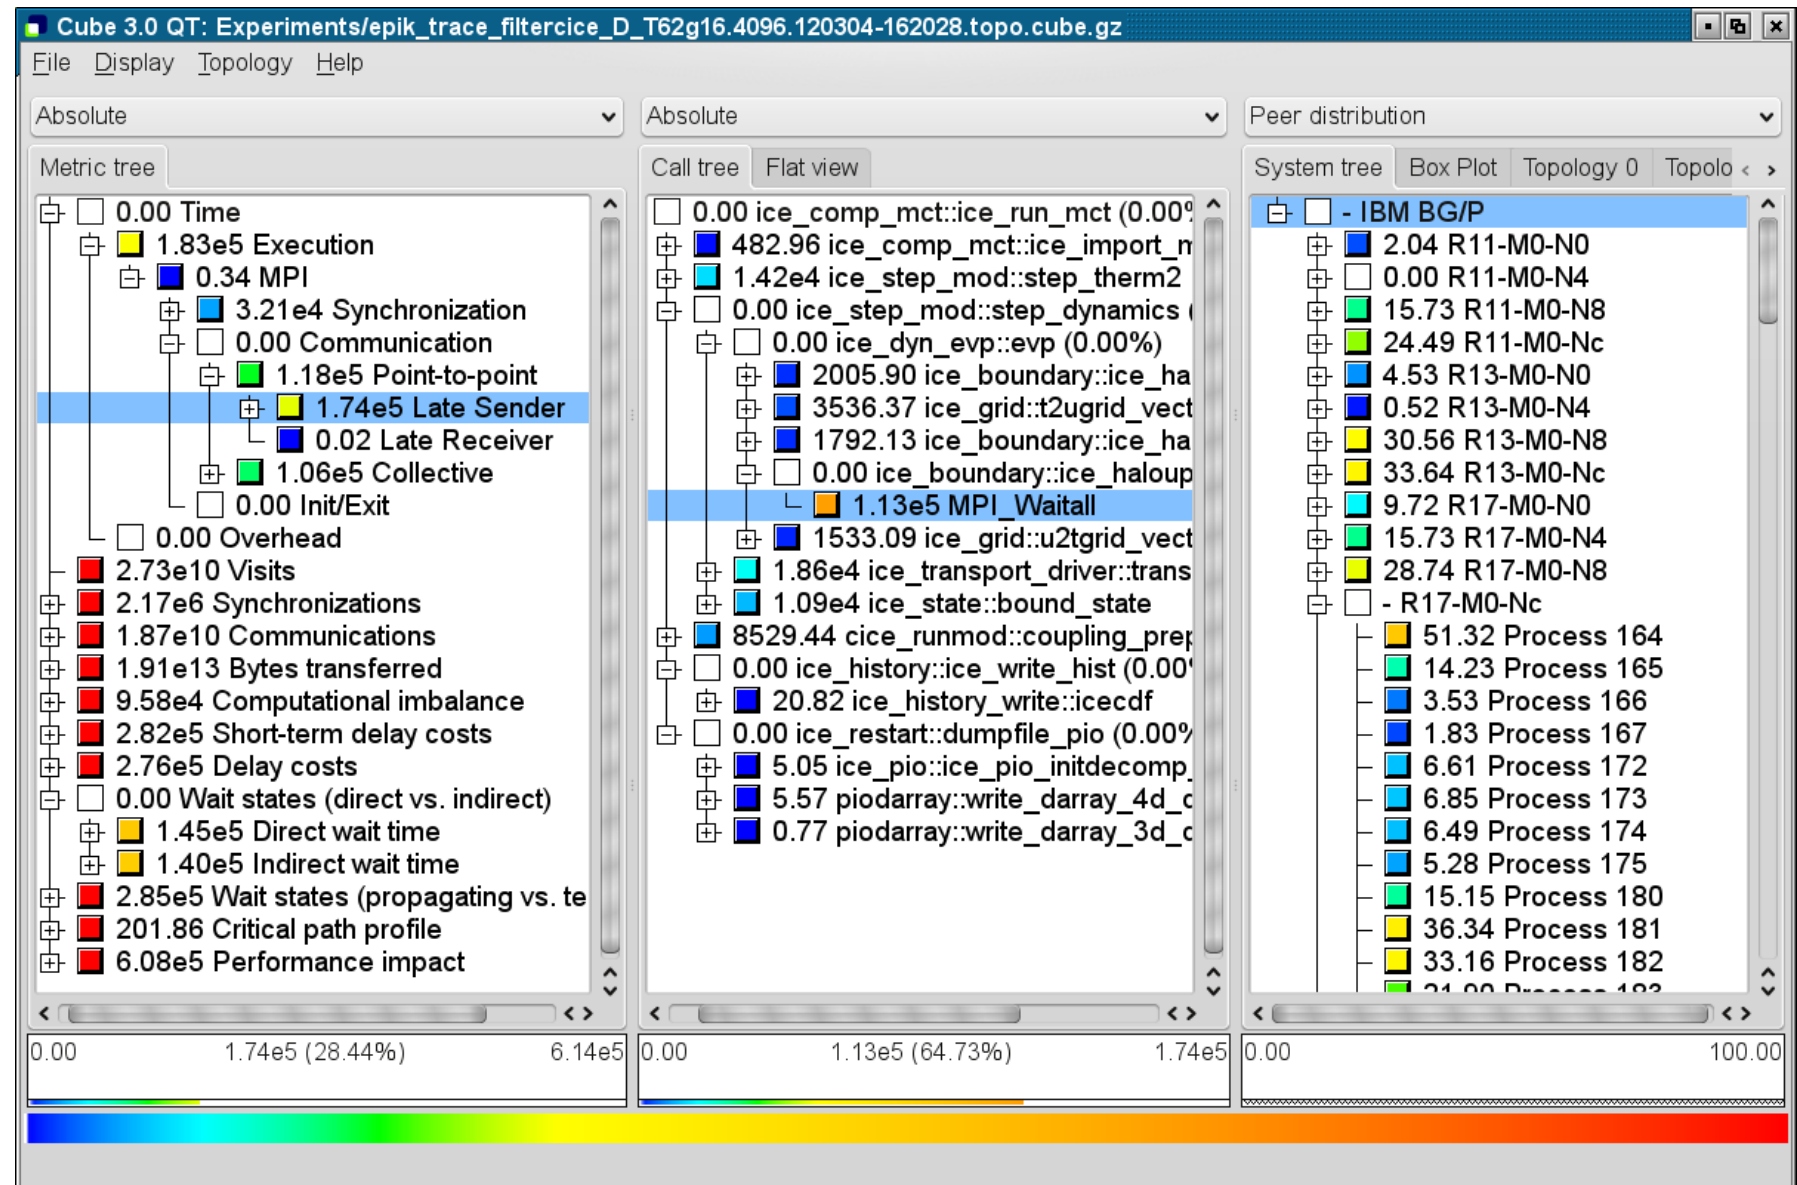 Cube 3.0 QT: Experiments/epik_trace_filtercice_D_T62g16.4096.120304-162028.topo.cube.gz
File Display Topology Help
Absolute
Metric tree
0.00 Time
1.83e5 Execution
0.34 MPI
3.21e4 Synchronization
0.00 Communication
1.18e5 Point-to-point
1.74e5 Late Sender
0.02 Late Receiver
1.06e5 Collective
0.00 Init/Exit
0.00 Overhead
2.73e10 Visits
2.17e6 Synchronizations
1.87e10 Communications
1.91e13 Bytes transferred
9.58e4 Computational imbalance
2.82e5 Short-term delay costs
2.76e5 Delay costs
0.00 Wait states (direct vs. indirect)
1.45e5 Direct wait time
1.40e5 Indirect wait time
2.85e5 Wait states (propagating vs. te
201.86 Critical path profile
6.08e5 Performance impact
0.00 1.74e5 (28.44%) 6.14e5
Absolute
Call tree Flat view
0.00 ice_comp_mct::ice_run_mct (0.00%
482.96 ice_comp_mct::ice_import_m
1.42e4 ice_step_mod::step_therm2
0.00 ice_step_mod::step_dynamics (
0.00 ice_dyn_evp::evp (0.00%)
2005.90 ice_boundary::ice_ha
3536.37 ice_grid::t2ugrid_vect
1792.13 ice_boundary::ice_ha
0.00 ice_boundary::ice_haloup
1.13e5 MPI_Waitall
1533.09 ice_grid::u2tgrid_vect
1.86e4 ice_transport_driver::trans
1.09e4 ice_state::bound_state
8529.44 cice_runmod::coupling_prep
0.00 ice_history::ice_write_hist (0.00%
20.82 ice_history_write::icecdf
0.00 ice_restart::dumpfile_pio (0.00%
5.05 ice_pio::ice_pio_initdecomp_
5.57 piodarray::write_darray_4d_c
0.77 piodarray::write_darray_3d_c
0.00 1.13e5 (64.73%) 1.74e5
Peer distribution
System tree Box Plot Topology 0 Topolo
- IBM BG/P
2.04 R11-M0-N0
0.00 R11-M0-N4
15.73 R11-M0-N8
24.49 R11-M0-Nc
4.53 R13-M0-N0
0.52 R13-M0-N4
30.56 R13-M0-N8
33.64 R13-M0-Nc
9.72 R17-M0-N0
15.73 R17-M0-N4
28.74 R17-M0-N8
- R17-M0-Nc
51.32 Process 164
14.23 Process 165
3.53 Process 166
1.83 Process 167
6.61 Process 172
6.85 Process 173
6.49 Process 174
5.28 Process 175
15.15 Process 180
36.34 Process 181
33.16 Process 182
21.90 Process 183
0.00 100.00